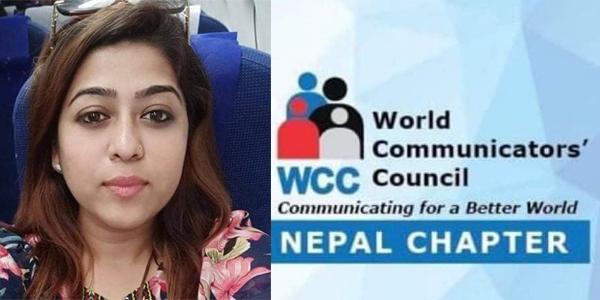 World
Communicators'
WCC Council
Communicating for a Better World
NEPAL CHAPTER